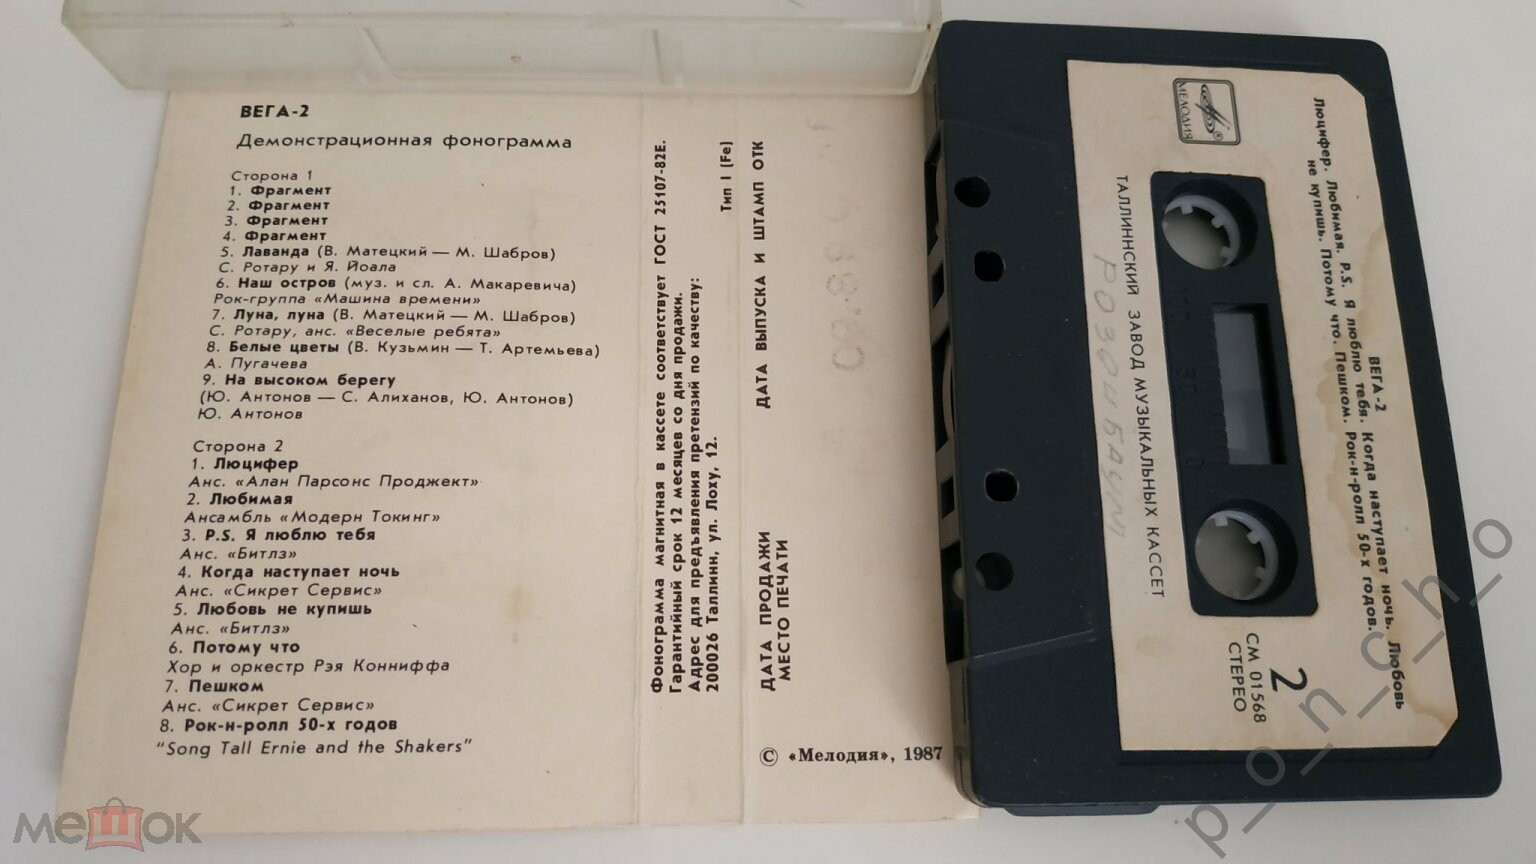 ВЕГА-2
Демонстрационная фонограмма
Сторона 1
1. Фрагмент
2. Фрагмент
3. Фрагмент
4. Фрагмент
5. Лаванда (В. Матецкий — М. Шабров)
С. Ротару и Я. Йоала
6. Наш остров (муз. и сл. А. Макаревича)
Рок-группа «Машина времени»
7. Луна, луна (В. Матецкий — М. Шабров)
С. Ротару, анс. «Веселые ребята»
8. Белые цветы (В. Кузьмин — Т. Артемьева)
А. Пугачева
9. На высоком берегу
(Ю. Антонов — С. Алиханов, Ю. Антонов)
Ю. Антонов
Сторона 2
1. Люцифер
Анс. «Алан Парсонс Проджект»
2. Любимая
Ансамбль «Модерн Токинг»
3. P.S. Я люблю тебя
Анс. «Битлз»
4. Когда наступает ночь
Анс. «Сикрет Сервис»
5. Любовь не купишь
Анс. «Битлз»
6. Потому что
Хор и оркестр Рэя Конниффа
7. Пешком
Анс. «Сикрет Сервис»
8. Рок-н-ролл 50-х годов
"Song Tall Ernie and the Shakers"
Фонограмма магнитная в кассете соответствует ГОСТ 25107-82Е.
Гарантийный срок 12 месяцев со дня продажи.
Адрес для предъявления претензий по качеству:
200026 Таллинн, ул. Лоху, 12.
Тип I (Fe)
ДАТА ВЫПУСКА И ШТАМП ОТК
ДАТА ПРОДАЖИ
МЕСТО ПЕЧАТИ
© «Мелодия», 1987
МЕЛОДИЯ
ВЕГА-2
Люцифер. Любимая. P.S. Я люблю тебя. Когда наступает ночь. Любовь
не купишь. Потому что. Пешком. Рок-н-ролл 50-х годов.
ТАЛЛИННСКИЙ ЗАВОД МУЗЫКАЛЬНЫХ КАССЕТ
РОЗОНБАУМ
2
СМ 01568
СТЕРЕО
мешок
p_o_n_c_h_o